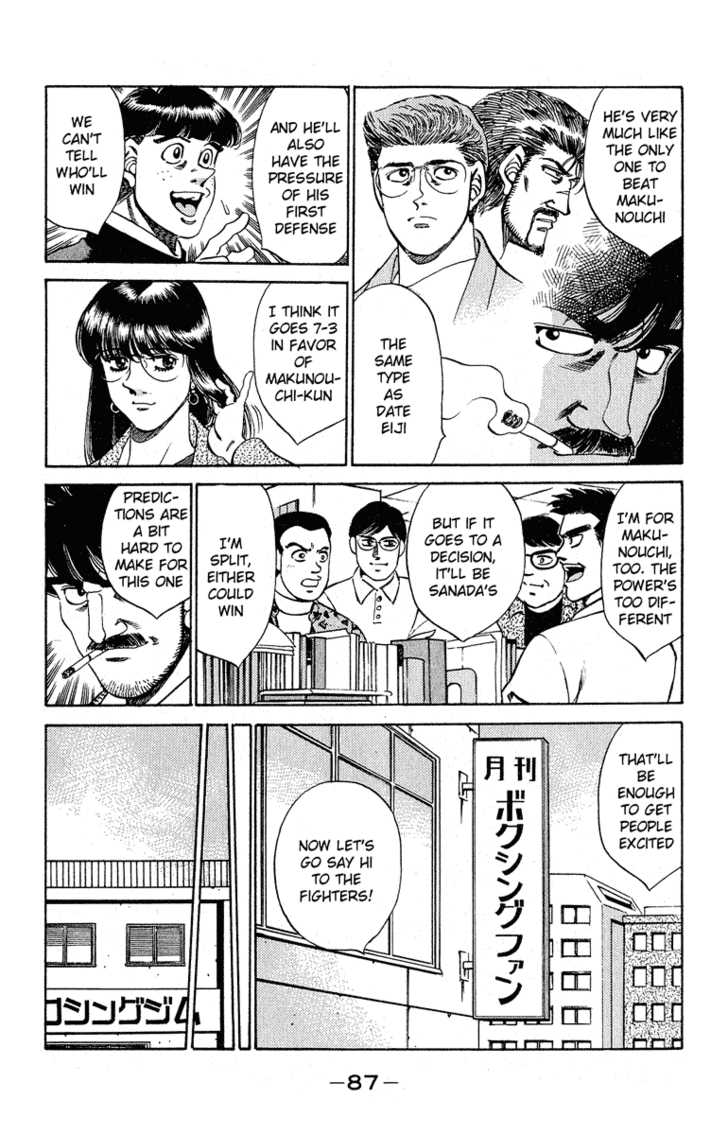 HE'S VERY
MUCH LIKE
THE ONLY
ONE TO
BEAT
MAKU-
NOUCHI
THE
SAME
TYPE
AS
DATE
EIJI
AND HE'LL
ALSO
HAVE THE
PRESSURE
OF HIS
FIRST
DEFENSE
WE
CAN'T
TELL
WHO'LL
WIN
I THINK IT
GOES 7-3
IN FAVOR
OF
MAKUNOU-
CHI-KUN
I'M FOR
MAKU-
NOUCHI,
TOO. THE
POWER'S
TOO DIF-
FERENT
BUT IF IT
GOES TO A
DECISION,
IT'LL BE
SANADA'S
I'M
SPLIT,
EITHER
COULD
WIN
PREDIC-
TIONS ARE
A BIT
HARD TO
MAKE FOR
THIS ONE
THAT'LL
BE
ENOUGH
TO GET
PEOPLE
EXCITED
月刊
ボクシングファン
NOW LET'S
GO SAY HI
TO THE
FIGHTERS!
クシングジム
—87—